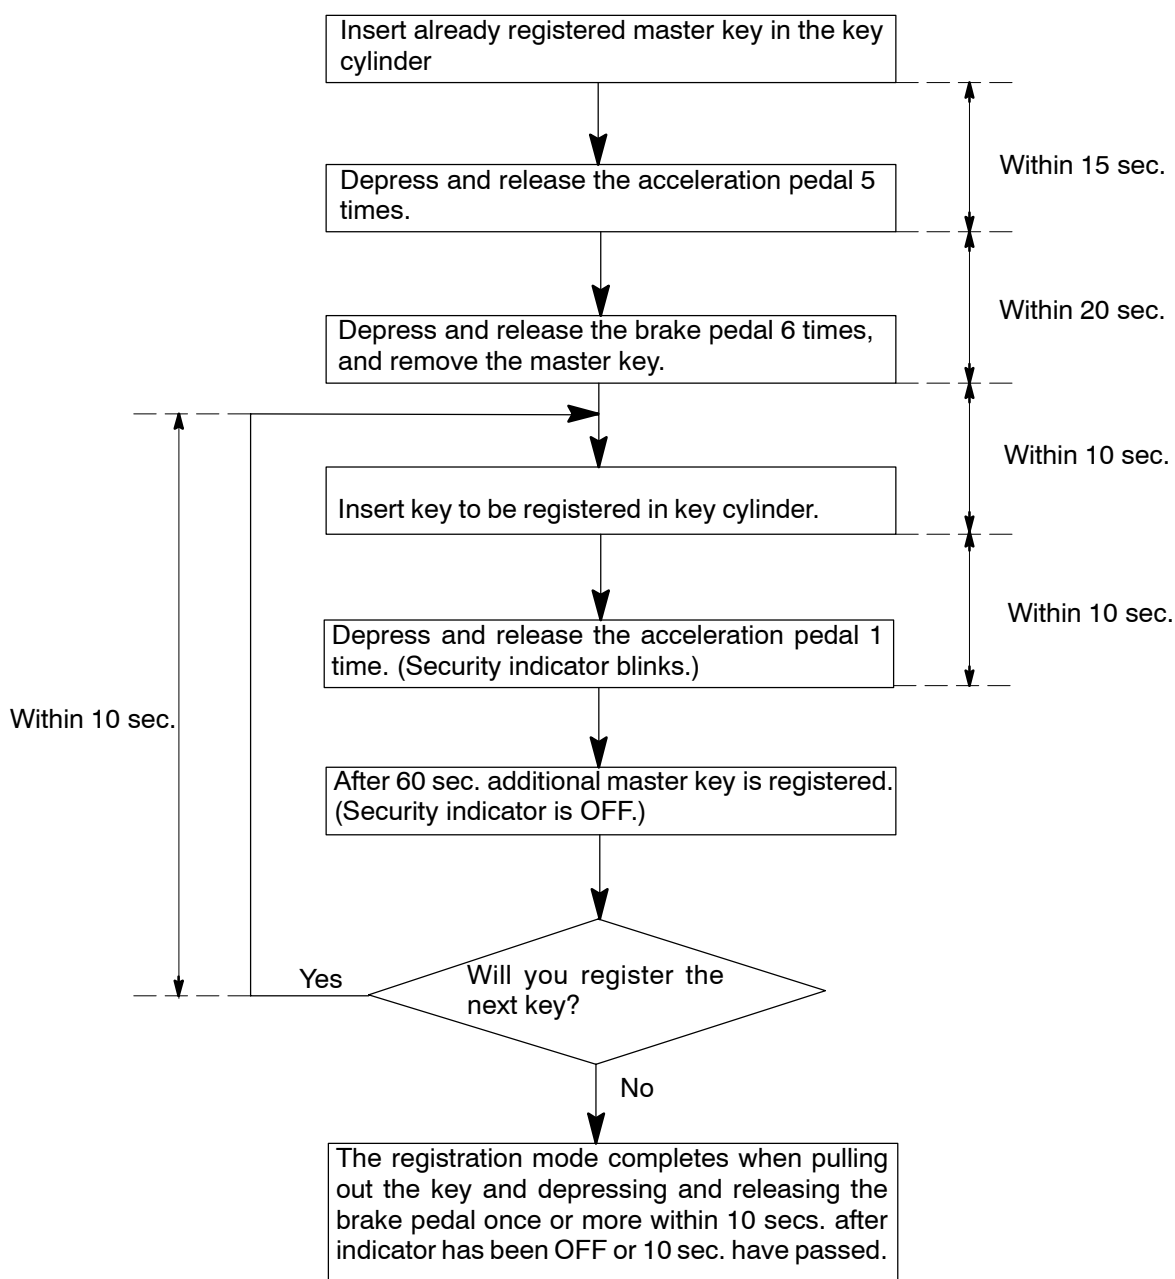 Insert already registered master key in the key
cylinder
Within 15 sec.
Depress and release the acceleration pedal 5
times.
Within 20 sec.
Depress and release the brake pedal 6 times,
and remove the master key.
Within 10 sec.
Insert key to be registered in key cylinder.
Within 10 sec.
Depress and release the acceleration pedal 1
time. (Security indicator blinks.)
Within 10 sec.
After 60 sec. additional master key is registered.
(Security indicator is OFF.)
Will you register the
next key?
Yes
No
The registration mode completes when pulling
out the key and depressing and releasing the
brake pedal once or more within 10 secs. after
indicator has been OFF or 10 sec. have passed.